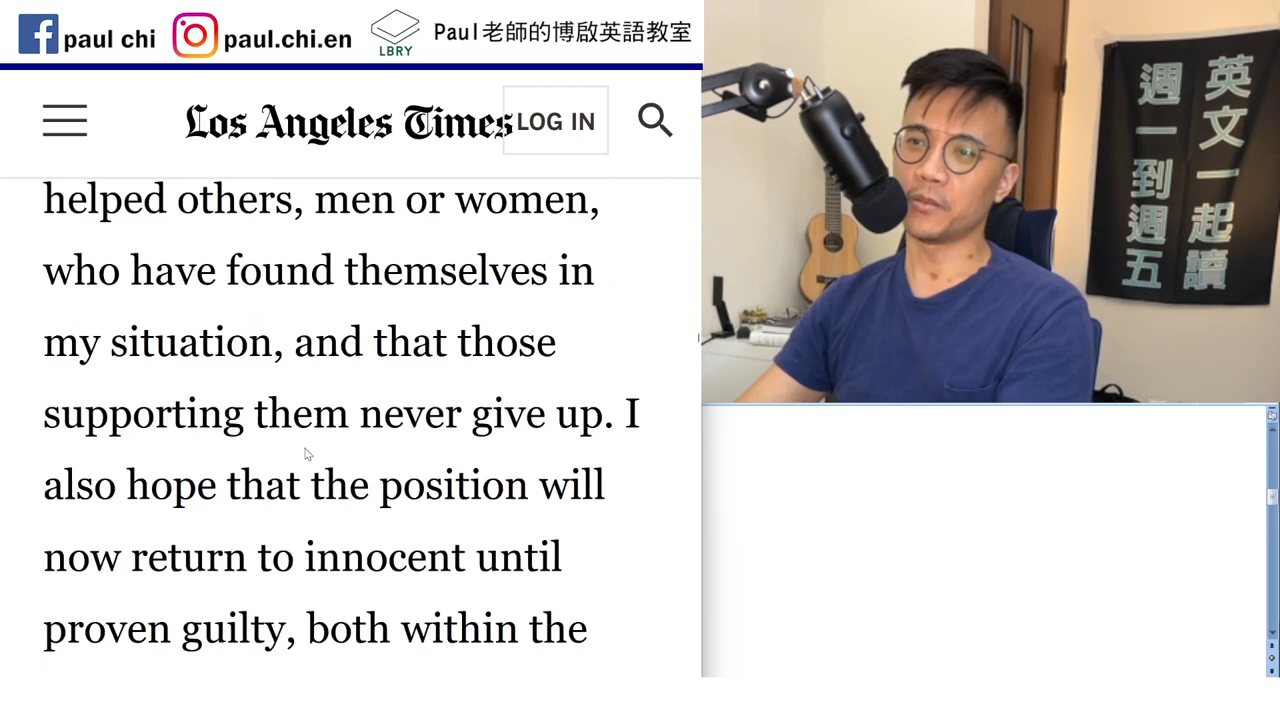 paul chi
paul.chi.en
LBRY
Paul老師的博啟英語教室
Los Angeles Times
LOG IN
helped others, men or women,
who have found themselves in
my situation, and that those
supporting them never give up. I
also hope that the position will
now return to innocent until
proven guilty, both within the
英文一起讀
週一到週五